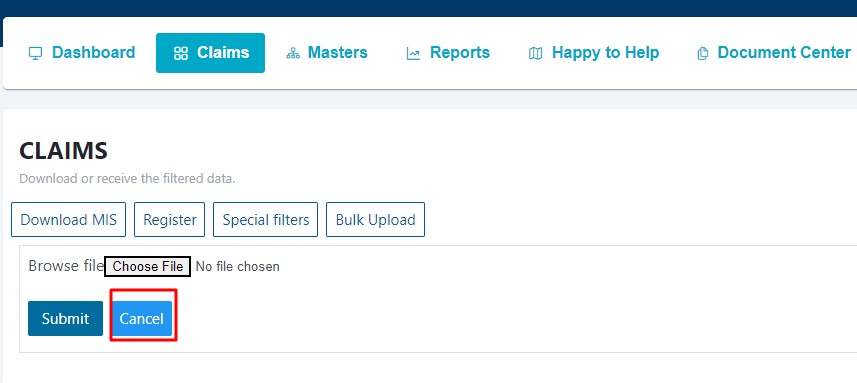 Dashboard Claims Masters Reports Happy to Help Document Center
CLAIMS
Download or receive the filtered data.
Download MIS Register Special filters Bulk Upload
Browse file Choose File No file chosen
Submit Cancel